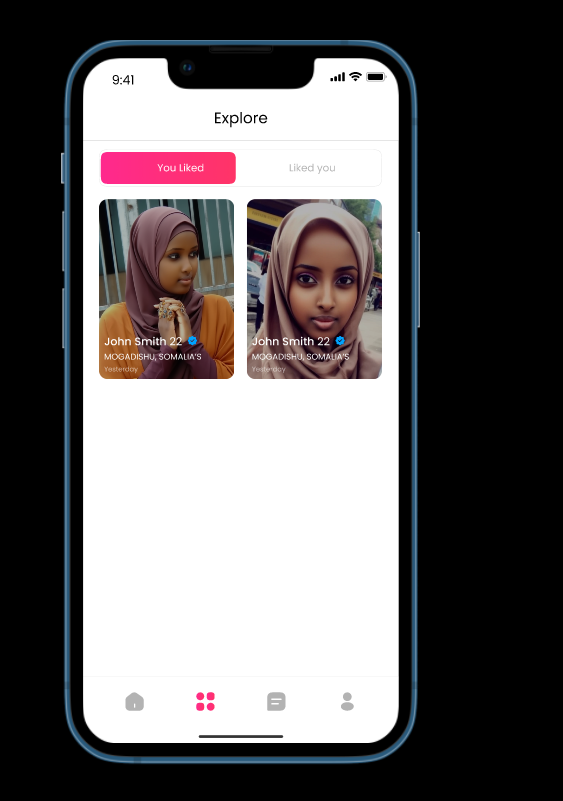 9:41
Explore
You Liked
Liked you
John Smith 22
MOGADISHU, SOMALIA'S
Yesterday
John Smith 22
MOGADISHU, SOMALIA'S
Yesterday